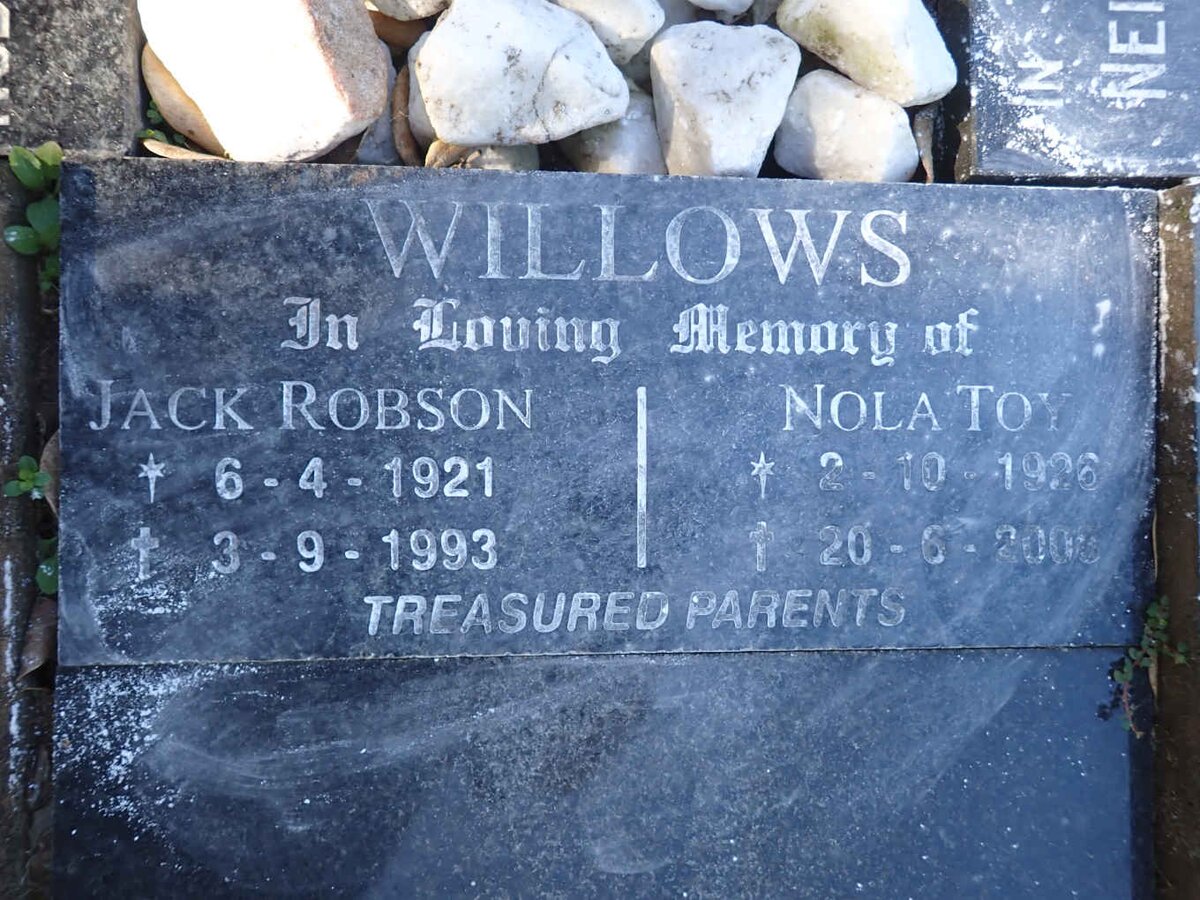 WILLOWS
In Loving Memory of
JACK ROBSON
6 - 4 - 1921
3 - 9 - 1993
NOLA TOY
2 - 10 - 1926
20 - 6 -
TREASURED PARENTS
IN